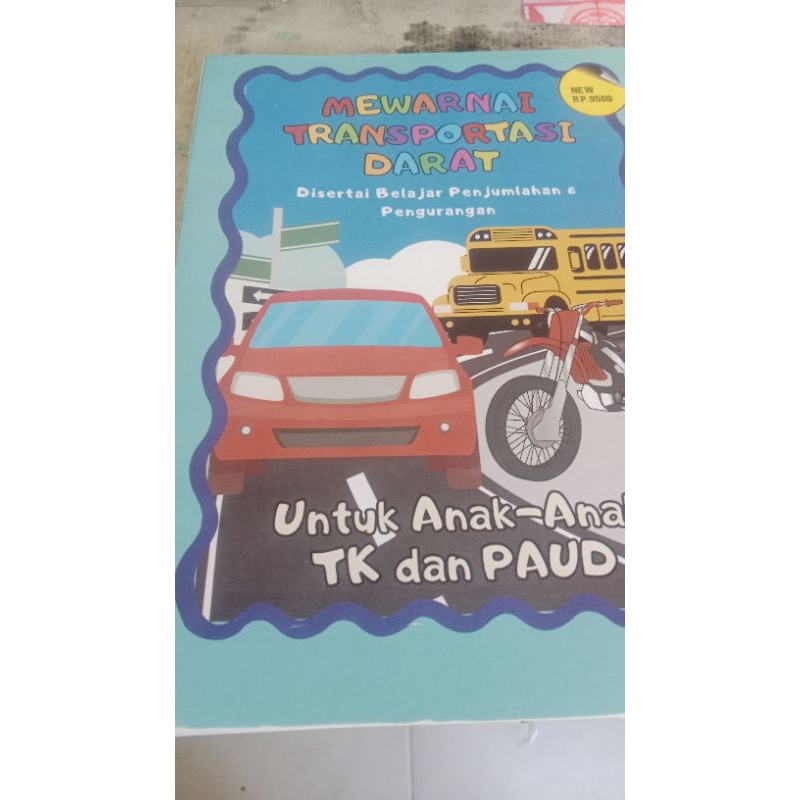 NEW
RP.9500
MEWARNAI
TRANSPORTASI
DARAT
Disertai Belajar Penjumlahan &
Pengurangan
Untuk Anak-Anak
TK dan PAUD